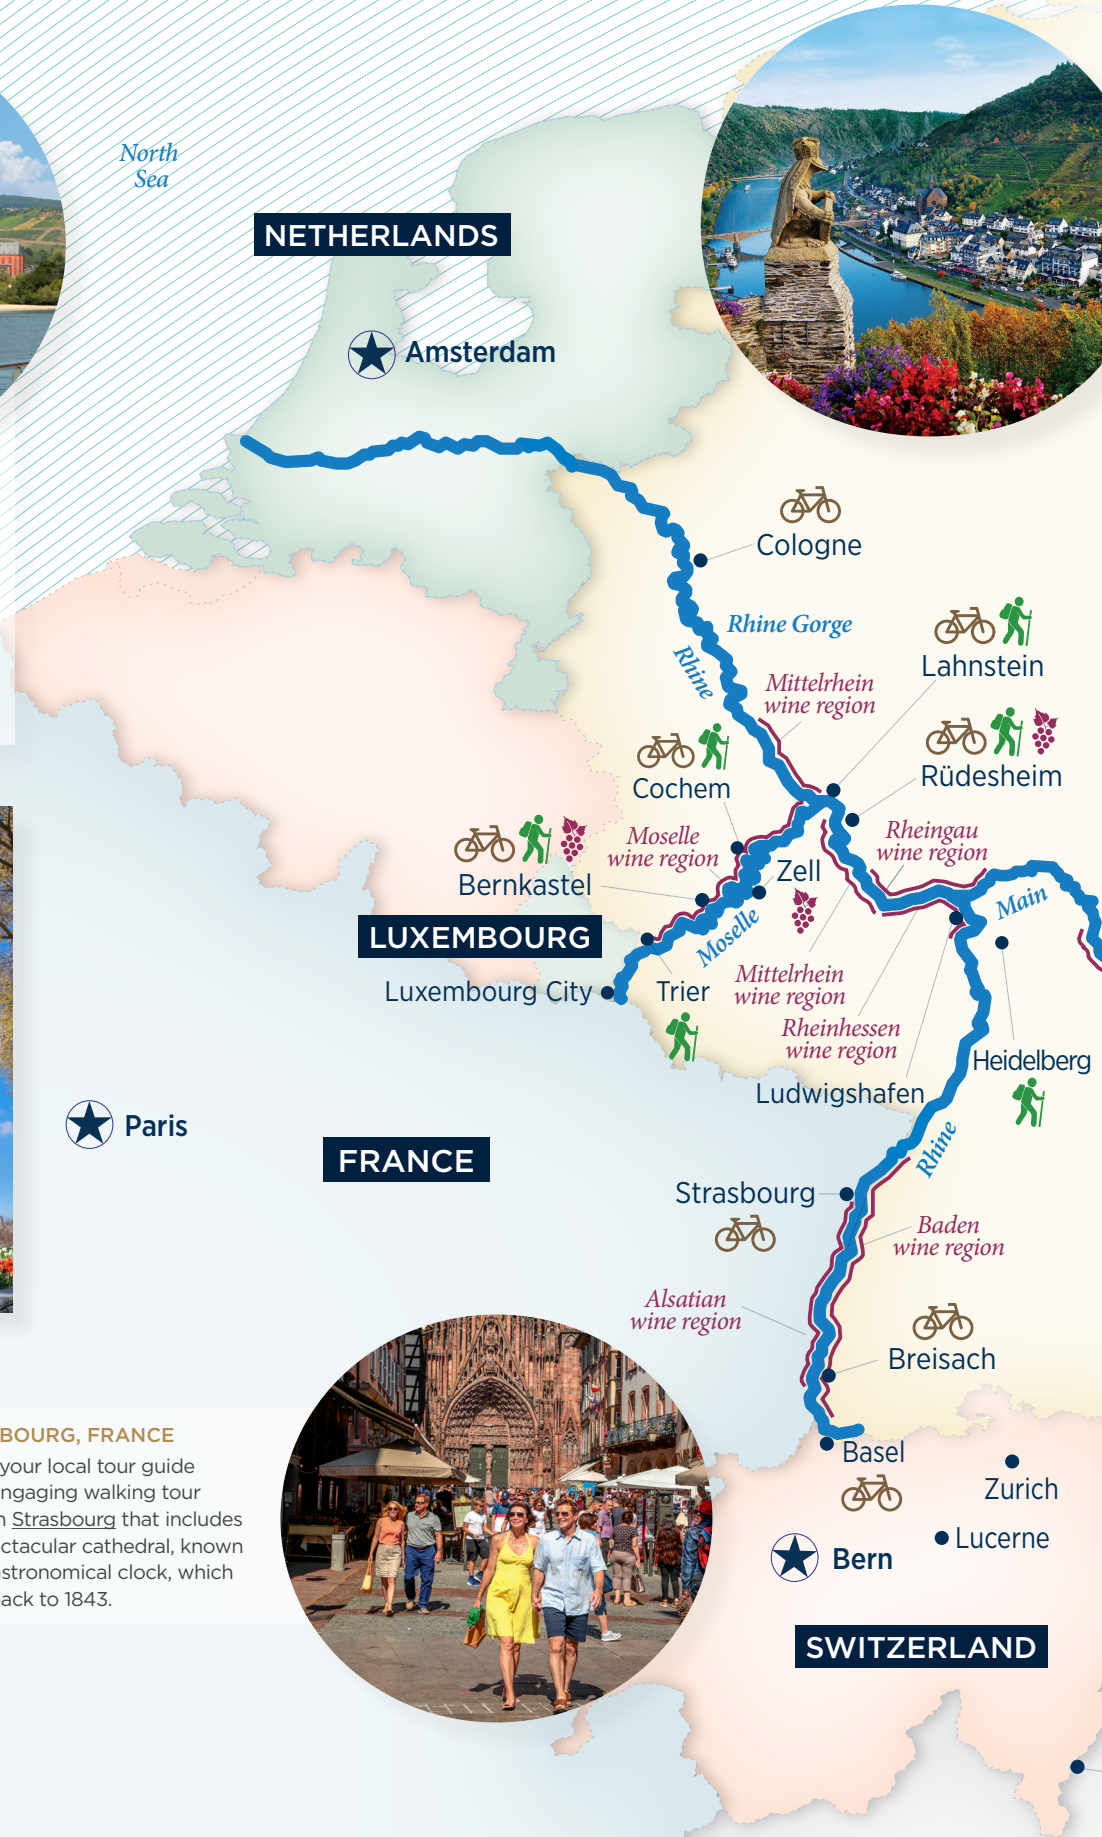 North
Sea
NETHERLANDS
Amsterdam
Cologne
Rhine Gorge
Rhine
Lahnstein
Mittelrhein
wine region
Rüdesheim
Cochem
Rheingau
wine region
Moselle
wine region
Zell
Bernkastel
Main
LUXEMBOURG
Moselle
Luxembourg City
Trier
Mittelrhein
wine region
Rheinhessen
wine region
Heidelberg
Ludwigshafen
Paris
FRANCE
Rhine
Strasbourg
Baden
wine region
Alsatian
wine region
Breisach
BOURG, FRANCE
your local tour guide
ngaging walking tour
n Strasbourg that includes
ctacular cathedral, known
astronomical clock, which
ack to 1843.
Basel
Zurich
Lucerne
Bern
SWITZERLAND